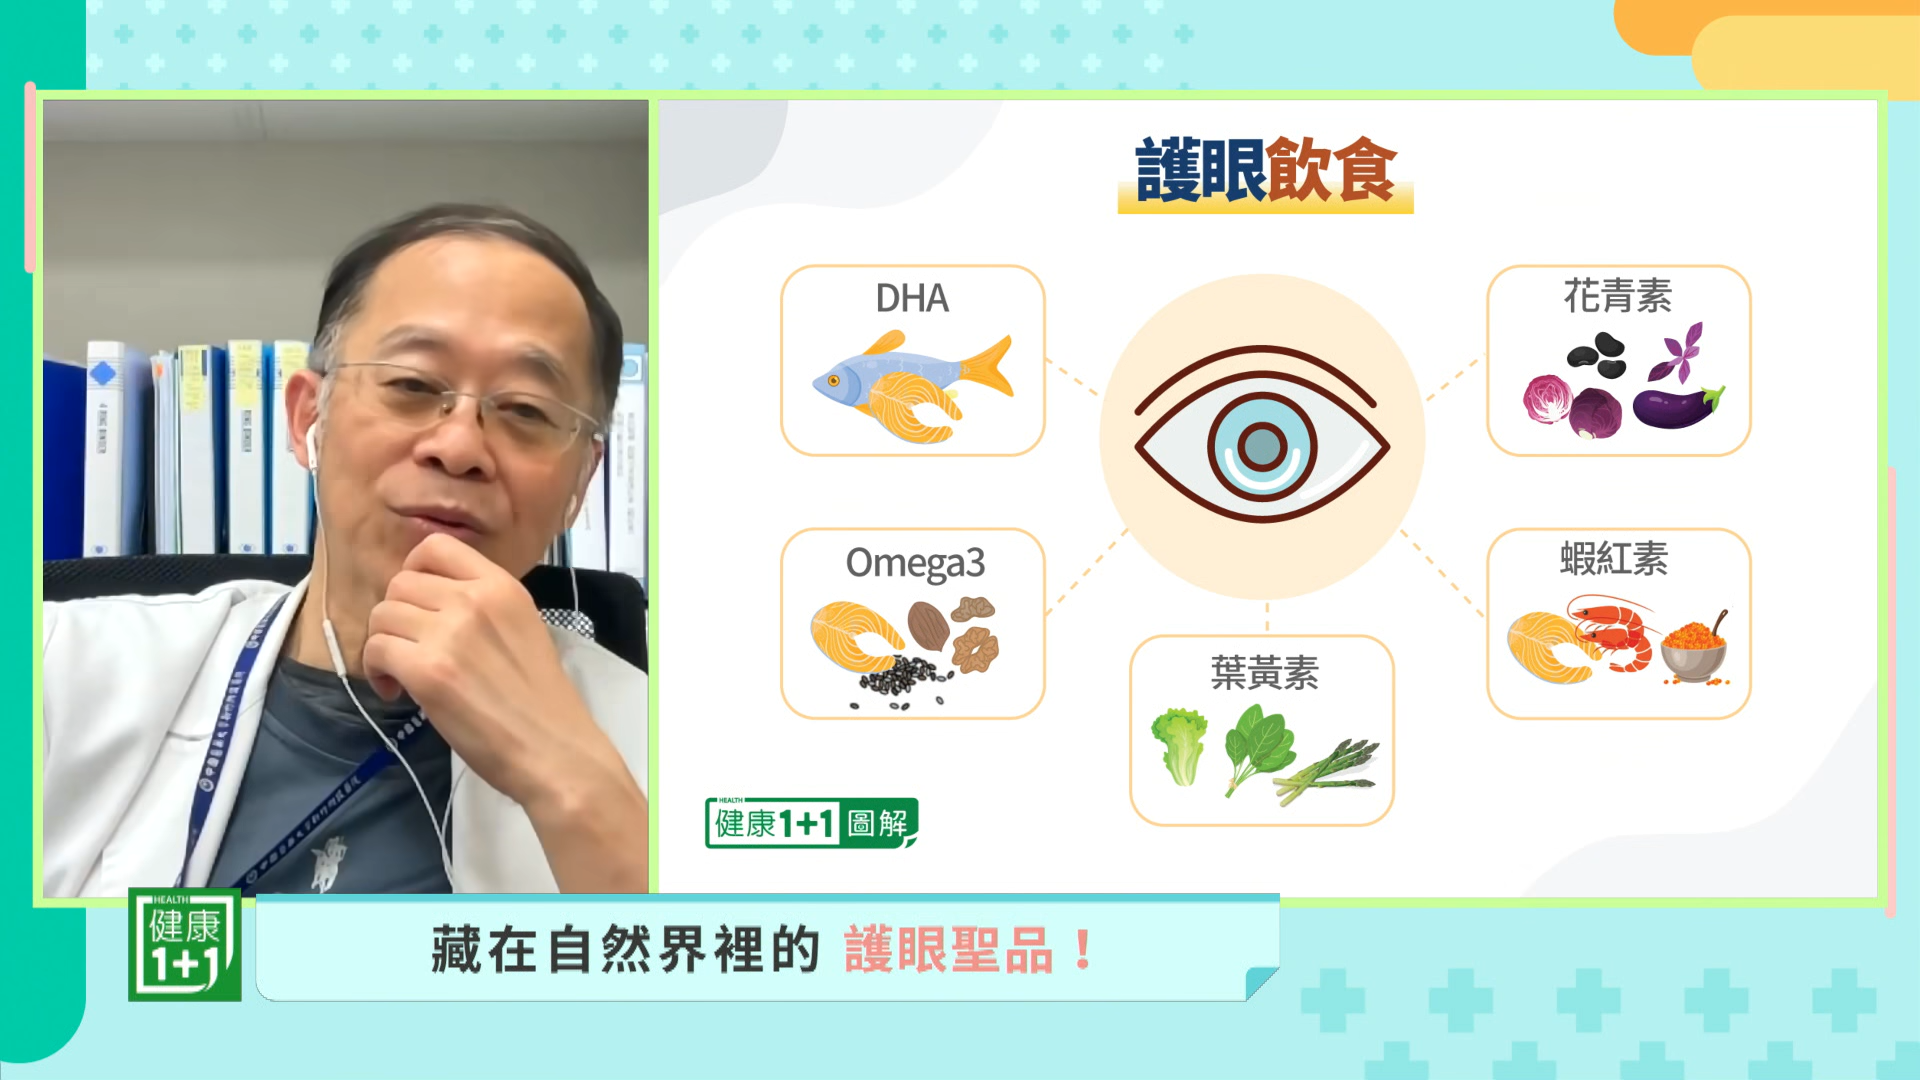 護眼飲食
DHA
花青素
Omega3
蝦紅素
葉黃素
HEALTH
健康1+1 圖解
HEALTH
健康
1+1
藏在自然界裡的 護眼聖品！